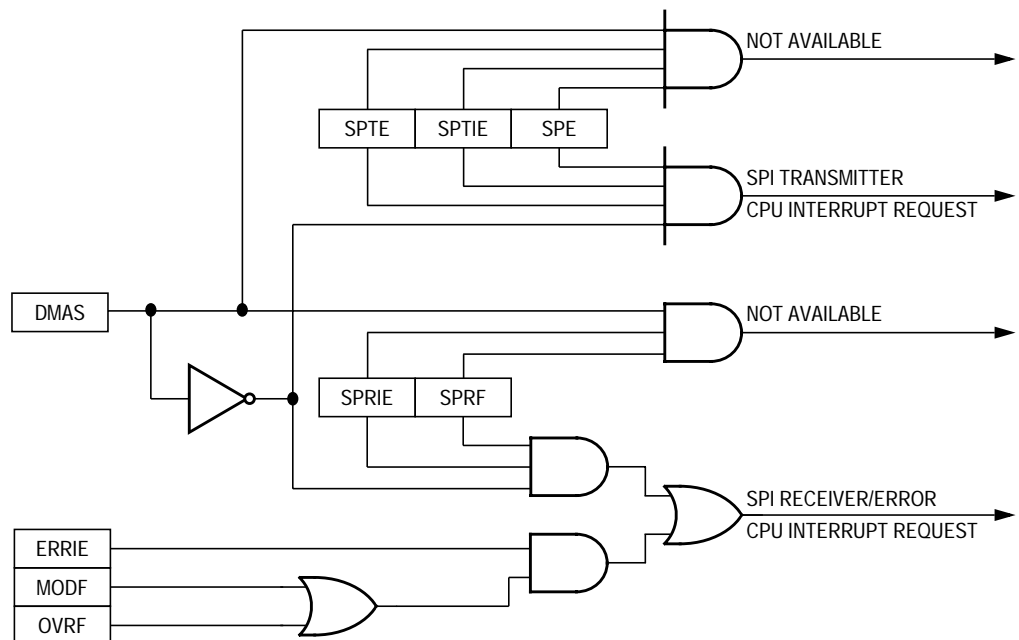 NOT AVAILABLE
SPTE SPTIE SPE
SPI TRANSMITTER
CPU INTERRUPT REQUEST
DMAS
NOT AVAILABLE
SPRIE SPRF
SPI RECEIVER/ERROR
CPU INTERRUPT REQUEST
ERRIE
MODF
OVRF